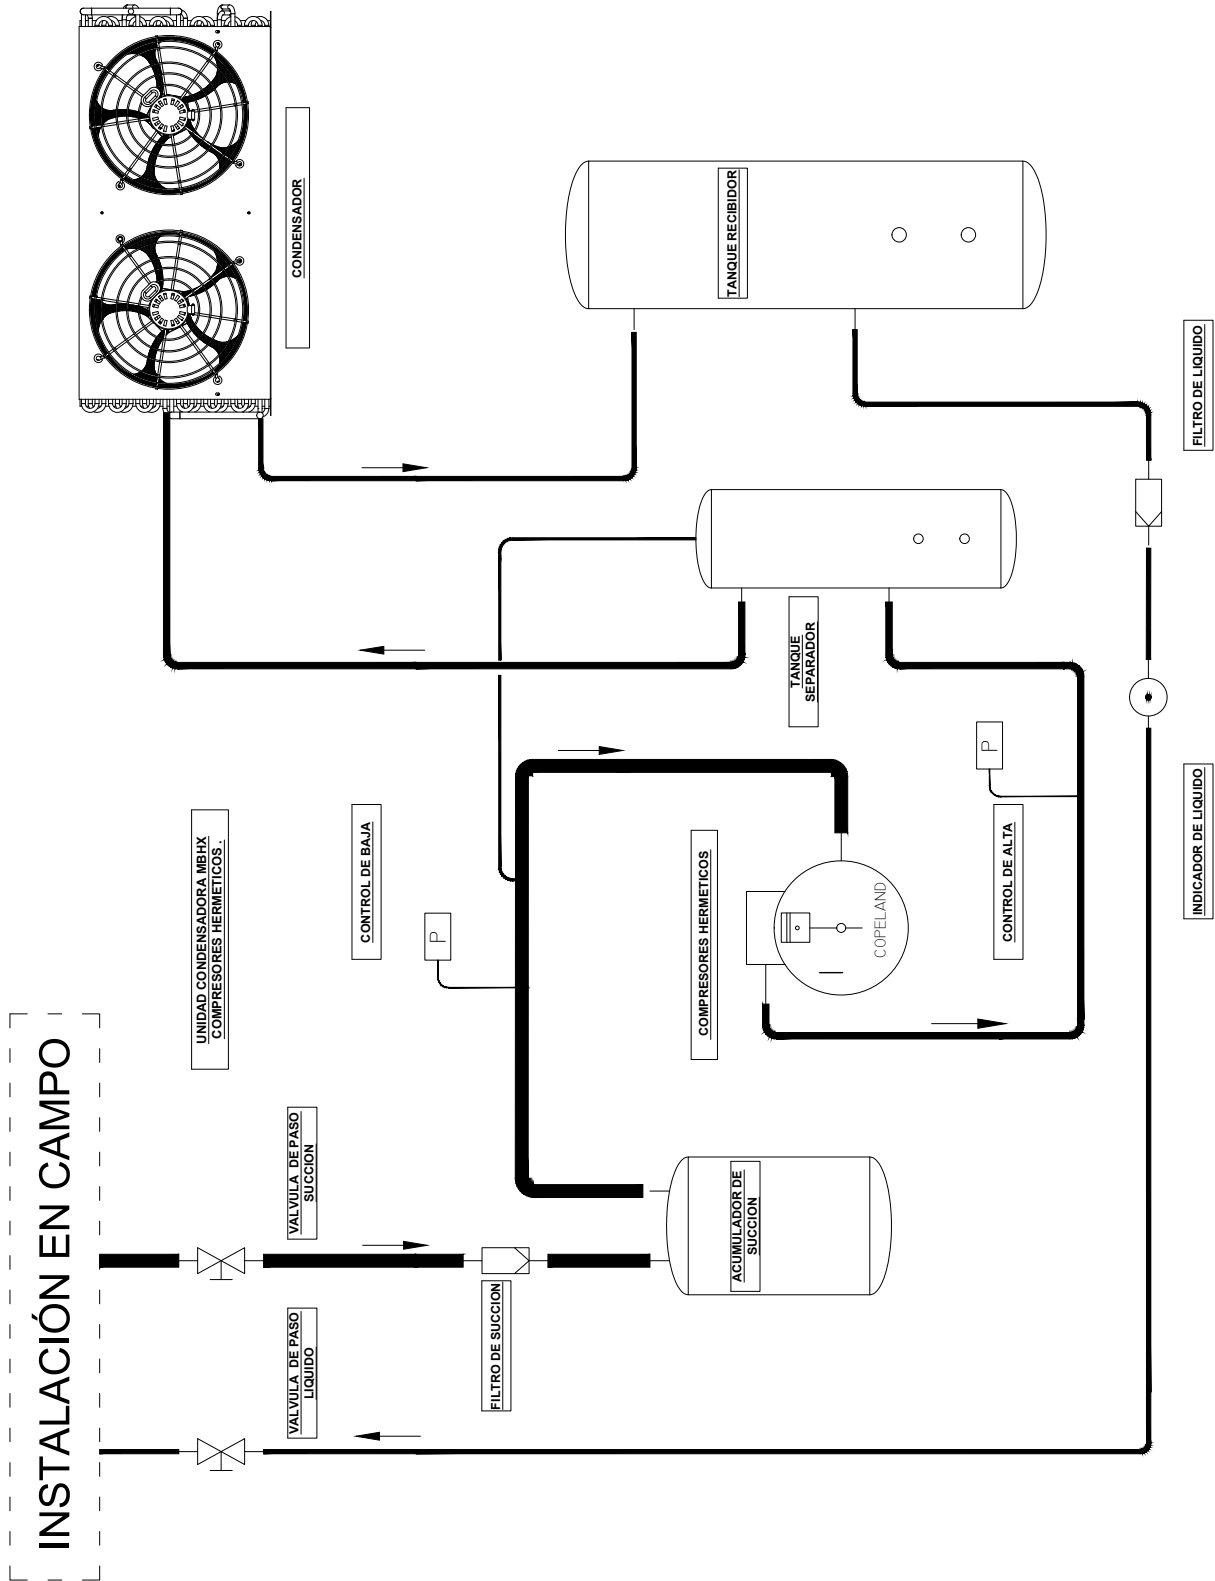 INSTALACIÓN EN CAMPO
UNIDAD CONDENSADORA MBHX
COMPRESORES HERMETICOS .
CONDENSADOR
VALVULA DE PASO
LIQUIDO
VALVULA DE PASO
SUCCION
CONTROL DE BAJA
P
FILTRO DE SUCCION
COMPRESORES HERMETICOS
COPELAND
ACUMULADOR DE
SUCCION
TANQUE
SEPARADOR
TANQUE RECIBIDOR
P
CONTROL DE ALTA
INDICADOR DE LIQUIDO
FILTRO DE LIQUIDO